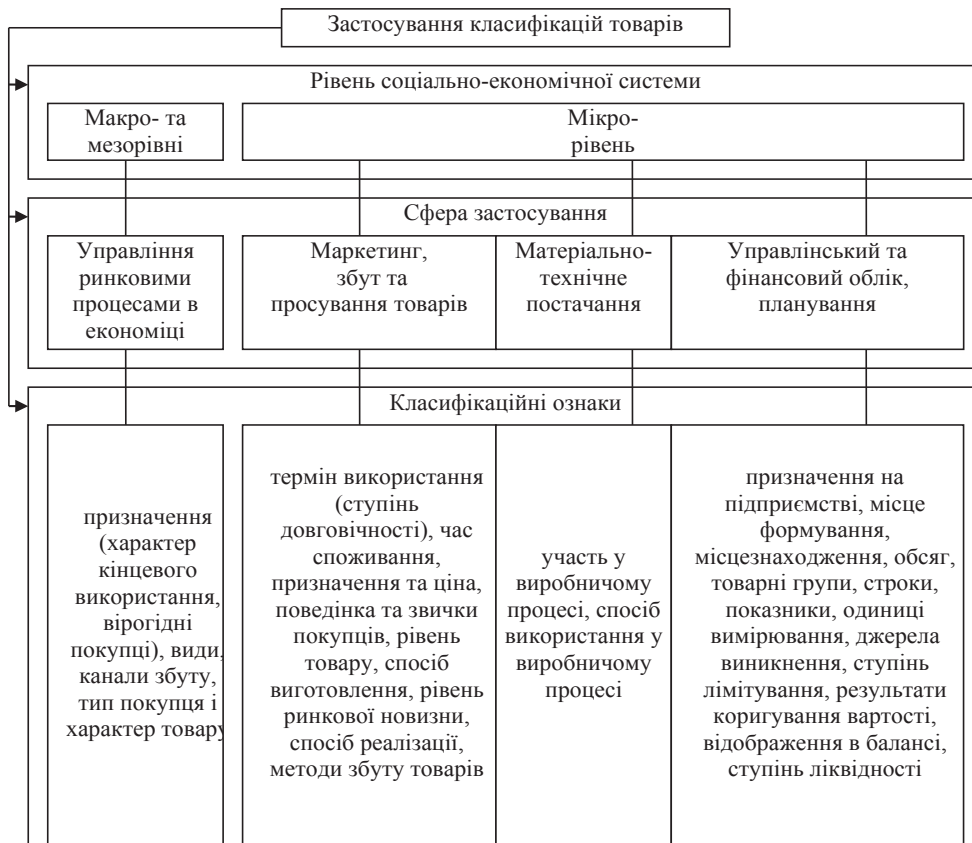 Застосування класифікацій товарів
Рівень соціально-економічної системи
Макро- та
мезорівні
Мікро-
рівень
Сфера застосування
Управління
ринковими
процесами в
економіці
Маркетинг,
збут та
просування товарів
Матеріально-
технічне
постачання
Управлінський та
фінансовий облік,
планування
Класифікаційні ознаки
призначення
(характер
кінцевого
використання,
вірогідні
покупці), види,
канали збуту,
тип покупця і
характер товару
термін використання
(ступінь
довговічності), час
споживання,
призначення та ціна,
поведінка та звички
покупців, рівень
товару, спосіб
виготовлення, рівень
ринкової новизни,
спосіб реалізації,
методи збуту товарів
участь у
виробничому
процесі, спосіб
використання у
виробничому
процесі
призначення на
підприємстві, місце
формування,
місцезнаходження, обсяг,
товарні групи, строки,
показники, одиниці
вимірювання, джерела
виникнення, ступінь
лімітування, результати
коригування вартості,
відображення в балансі,
ступінь ліквідності